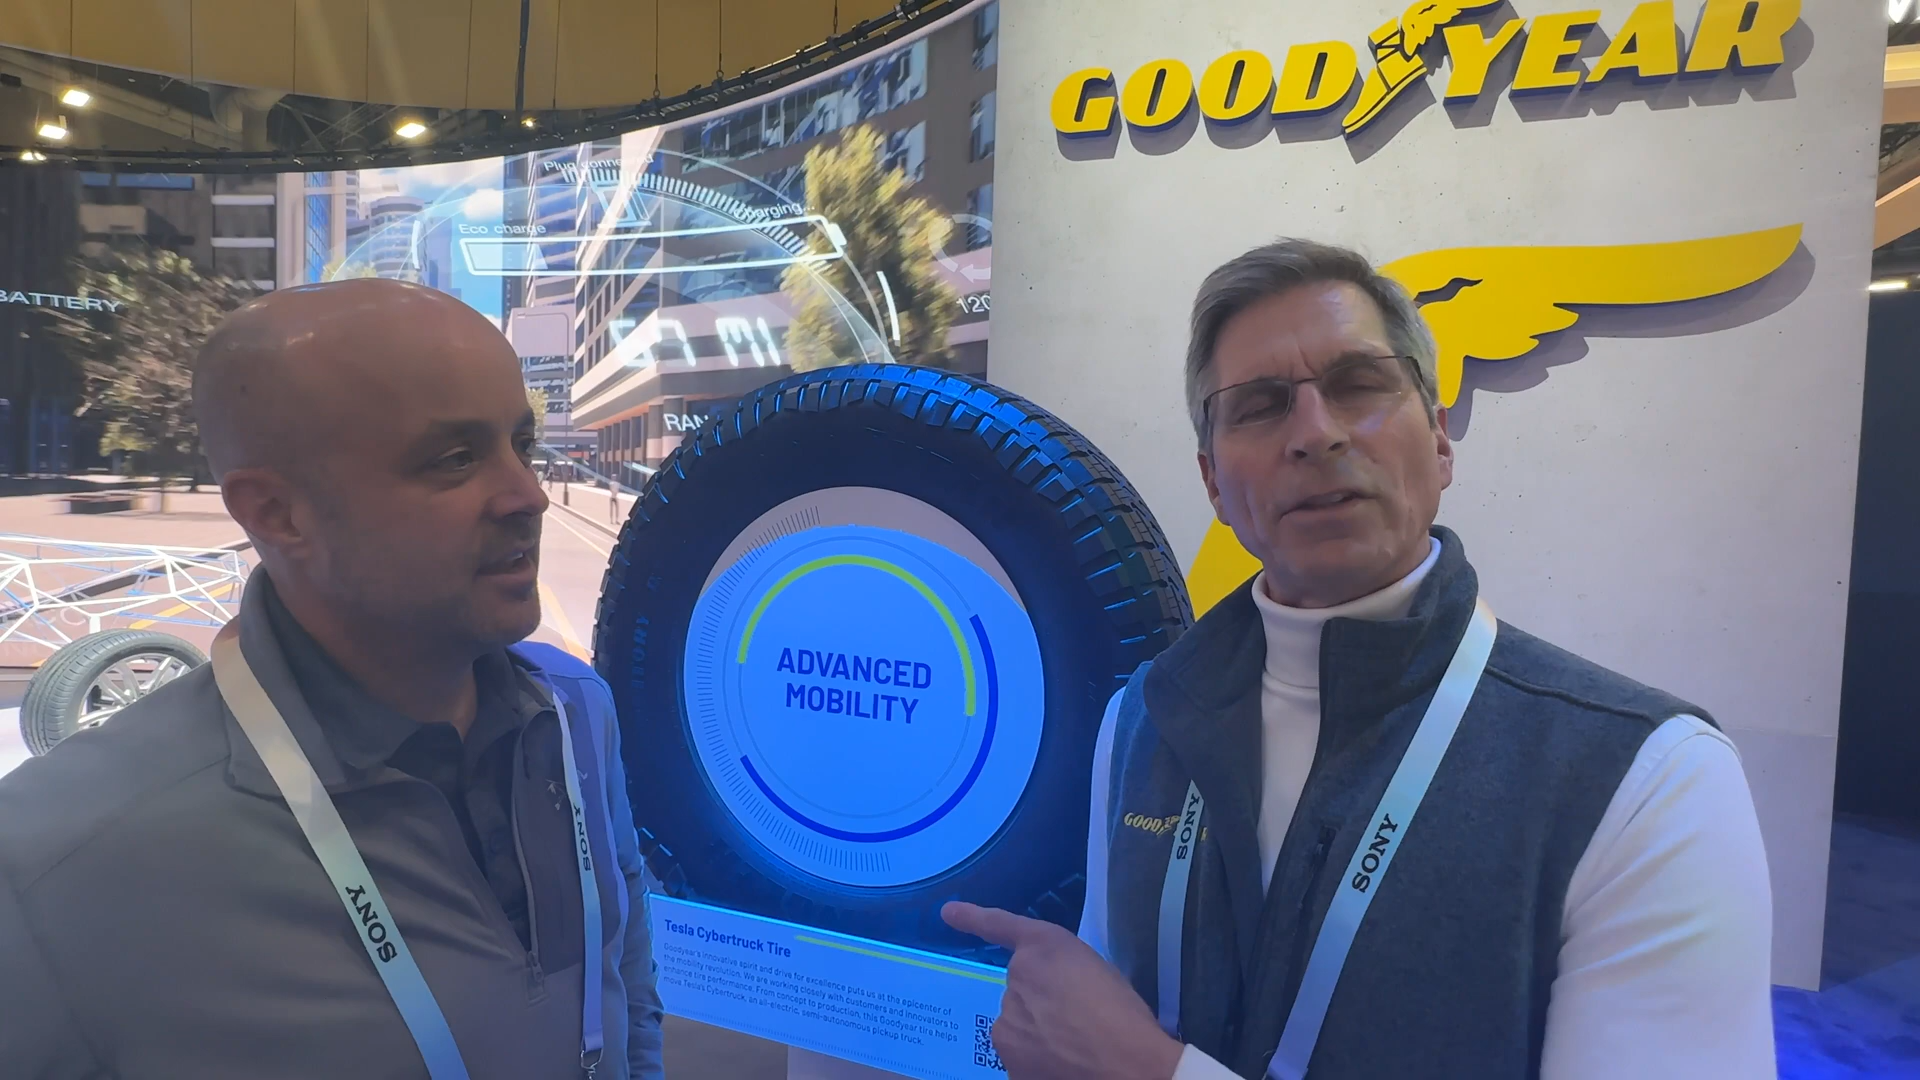 GOODYEAR
Plug connected
Charging...
Eco charge
BATTERY
120
67 MI
RAN
ADVANCED
MOBILITY
GOOD
SONY
SONY
SONY
SONY
Tesla Cybertruck Tire
Goodyear's innovative spirit and drive for excellence puts us at the epicenter of
the mobility revolution. We are working closely with customers and innovators to
enhance tire performance. From concept to production, this Goodyear tire helps
move Tesla's Cybertruck, an all-electric, semi-autonomous pickup truck.